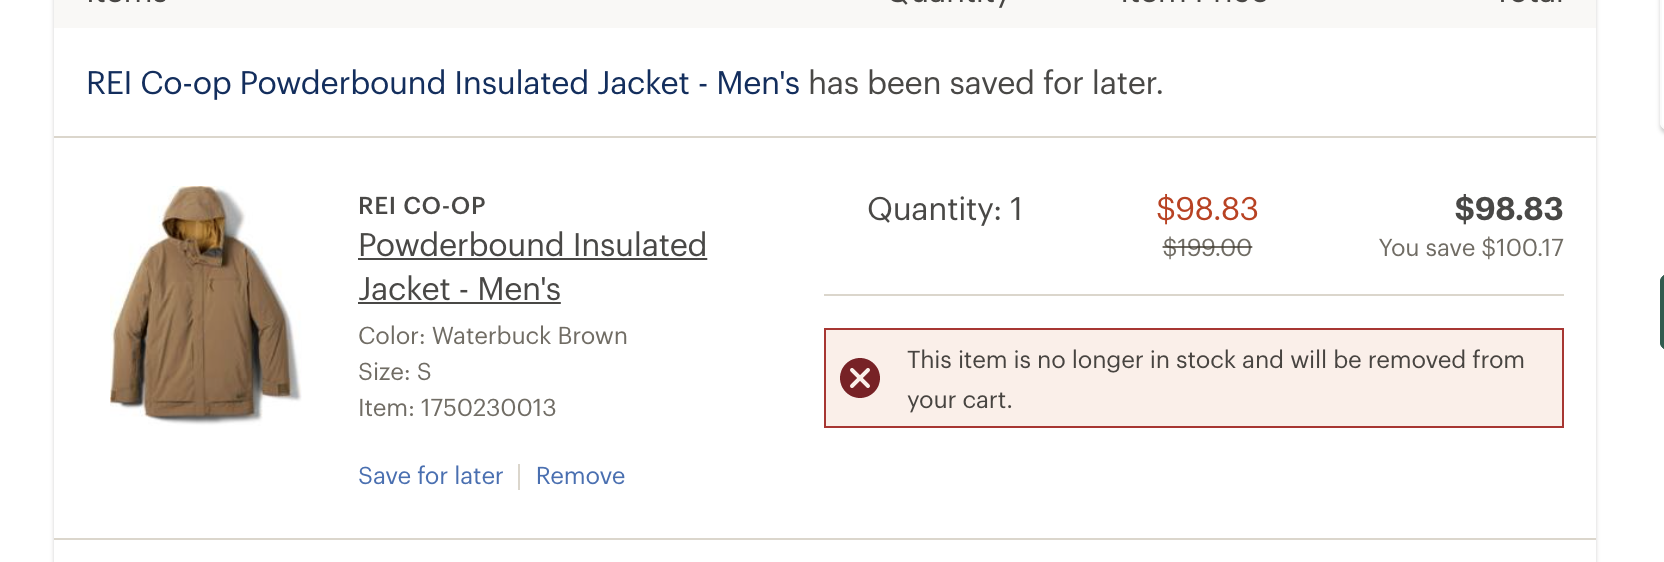 REI Co-op Powderbound Insulated Jacket - Men's has been saved for later.
REI CO-OP
Powderbound Insulated
Jacket - Men's
Color: Waterbuck Brown
Size: S
Item: 1750230013
Save for later | Remove
Quantity: 1
$98.83
$199.00
$98.83
You save $100.17
This item is no longer in stock and will be removed from
your cart.